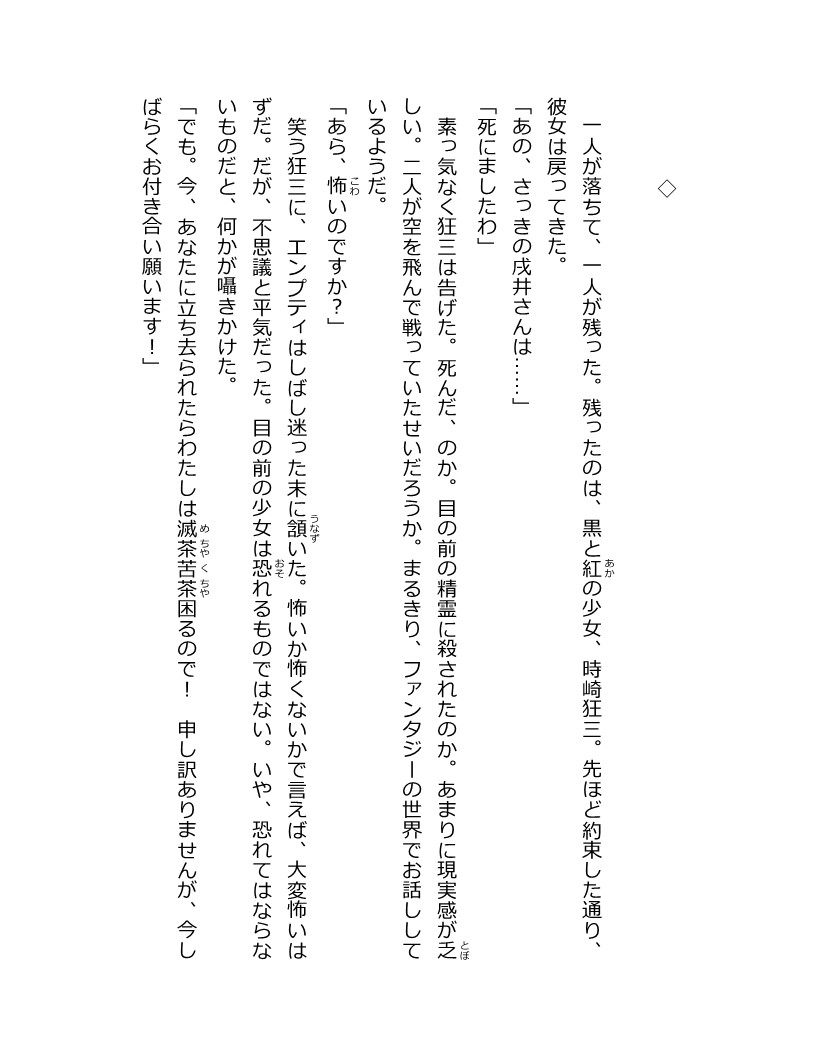 ◇
　一人が落ちて、一人が残った。残ったのは、黒と紅の少女、時崎狂三。先ほど約束した通り、
彼女は戻ってきた。
「あの、さっきの戌井さんは……」
「死にましたわ」
　素っ気なく狂三は告げた。死んだ、のか。目の前の精霊に殺されたのか。あまりに現実感が乏
しい。二人が空を飛んで戦っていたせいだろうか。まるきり、ファンタジーの世界でお話しして
いるようだ。
「あら、怖いのですか？」
　笑う狂三に、エンプティはしばし迷った末に頷いた。怖いか怖くないかで言えば、大変怖いは
ずだ。だが、不思議と平気だった。目の前の少女は恐れるものではない。いや、恐れてはならな
いものだと、何かが囁きかけた。
「でも。今、あなたに立ち去られたらわたしは滅茶苦茶困るので！　申し訳ありませんが、今し
ばらくお付き合い願います！」